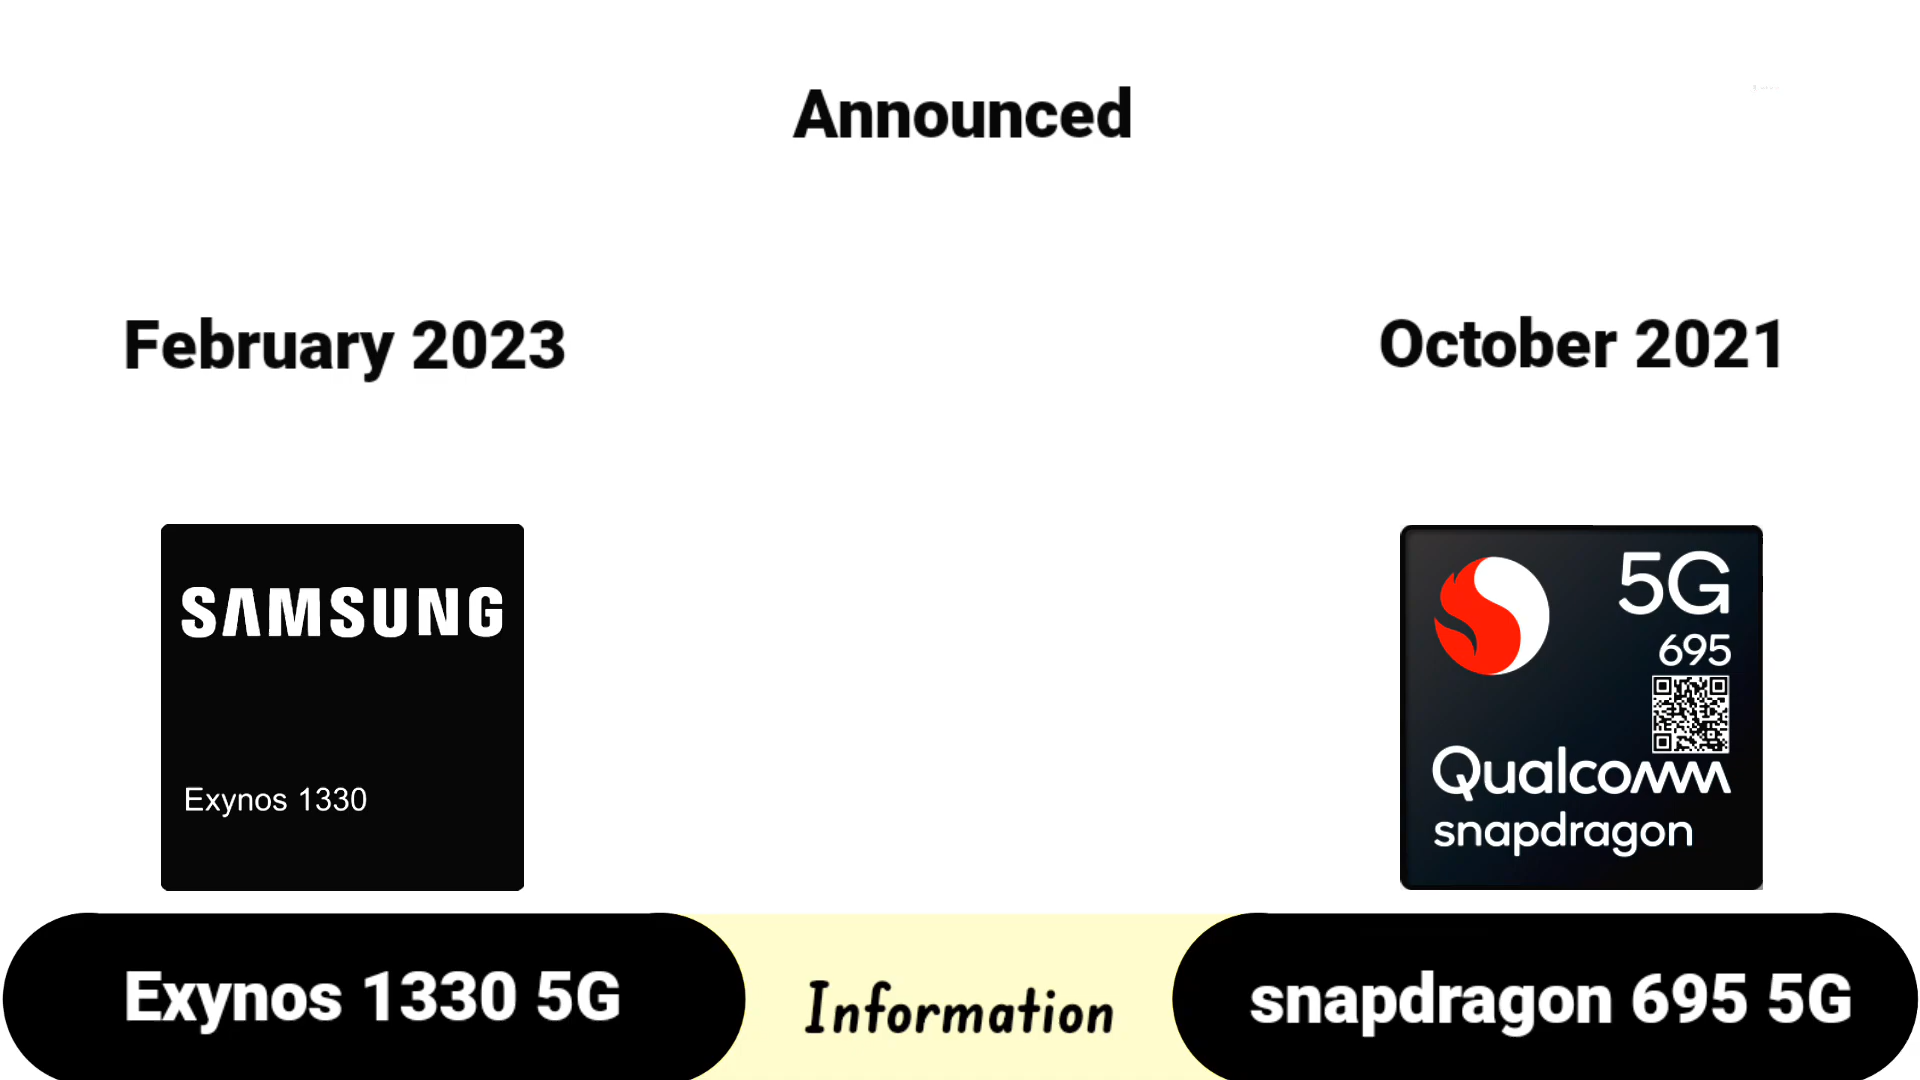 Announced
February 2023
October 2021
SAMSUNG
Exynos 1330
5G
695
Qualcomm
snapdragon
Exynos 1330 5G
Information
snapdragon 695 5G